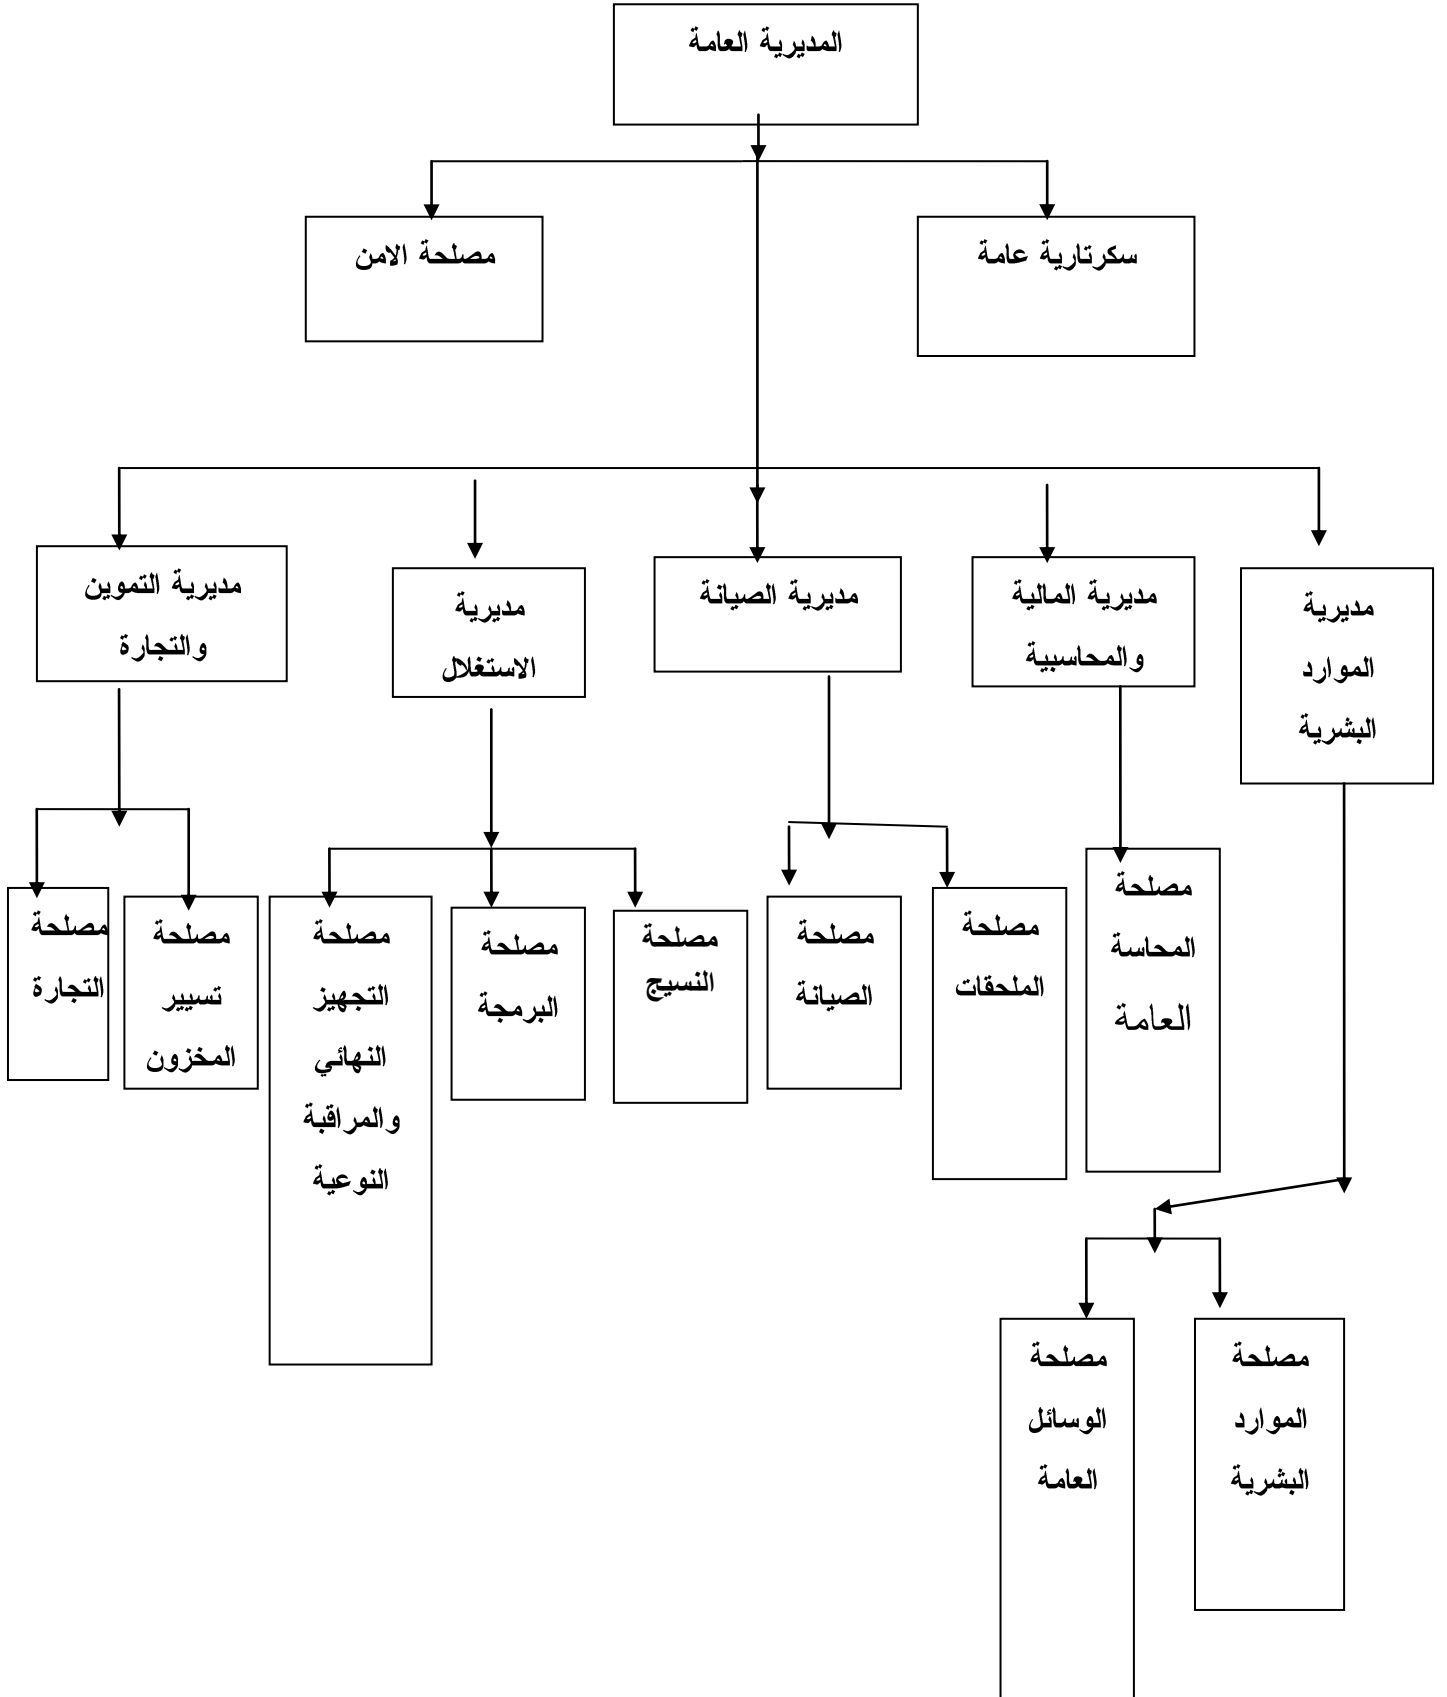 المديرية العامة
سكرتارية عامة
مصلحة الامن
مديرية
الموارد
البشرية
مديرية المالية
والمحاسبية
مديرية الصيانة
مديرية
الاستغلال
مديرية التموين
والتجارة
مصلحة
المحاسة
العامة
مصلحة
الملحقات
مصلحة
الصيانة
مصلحة
النسيج
مصلحة
البرمجة
مصلحة
التجهيز
النهائي
والمراقبة
النوعية
مصلحة
تسيير
المخزون
مصلحة
التجارة
مصلحة
الموارد
البشرية
مصلحة
الوسائل
العامة